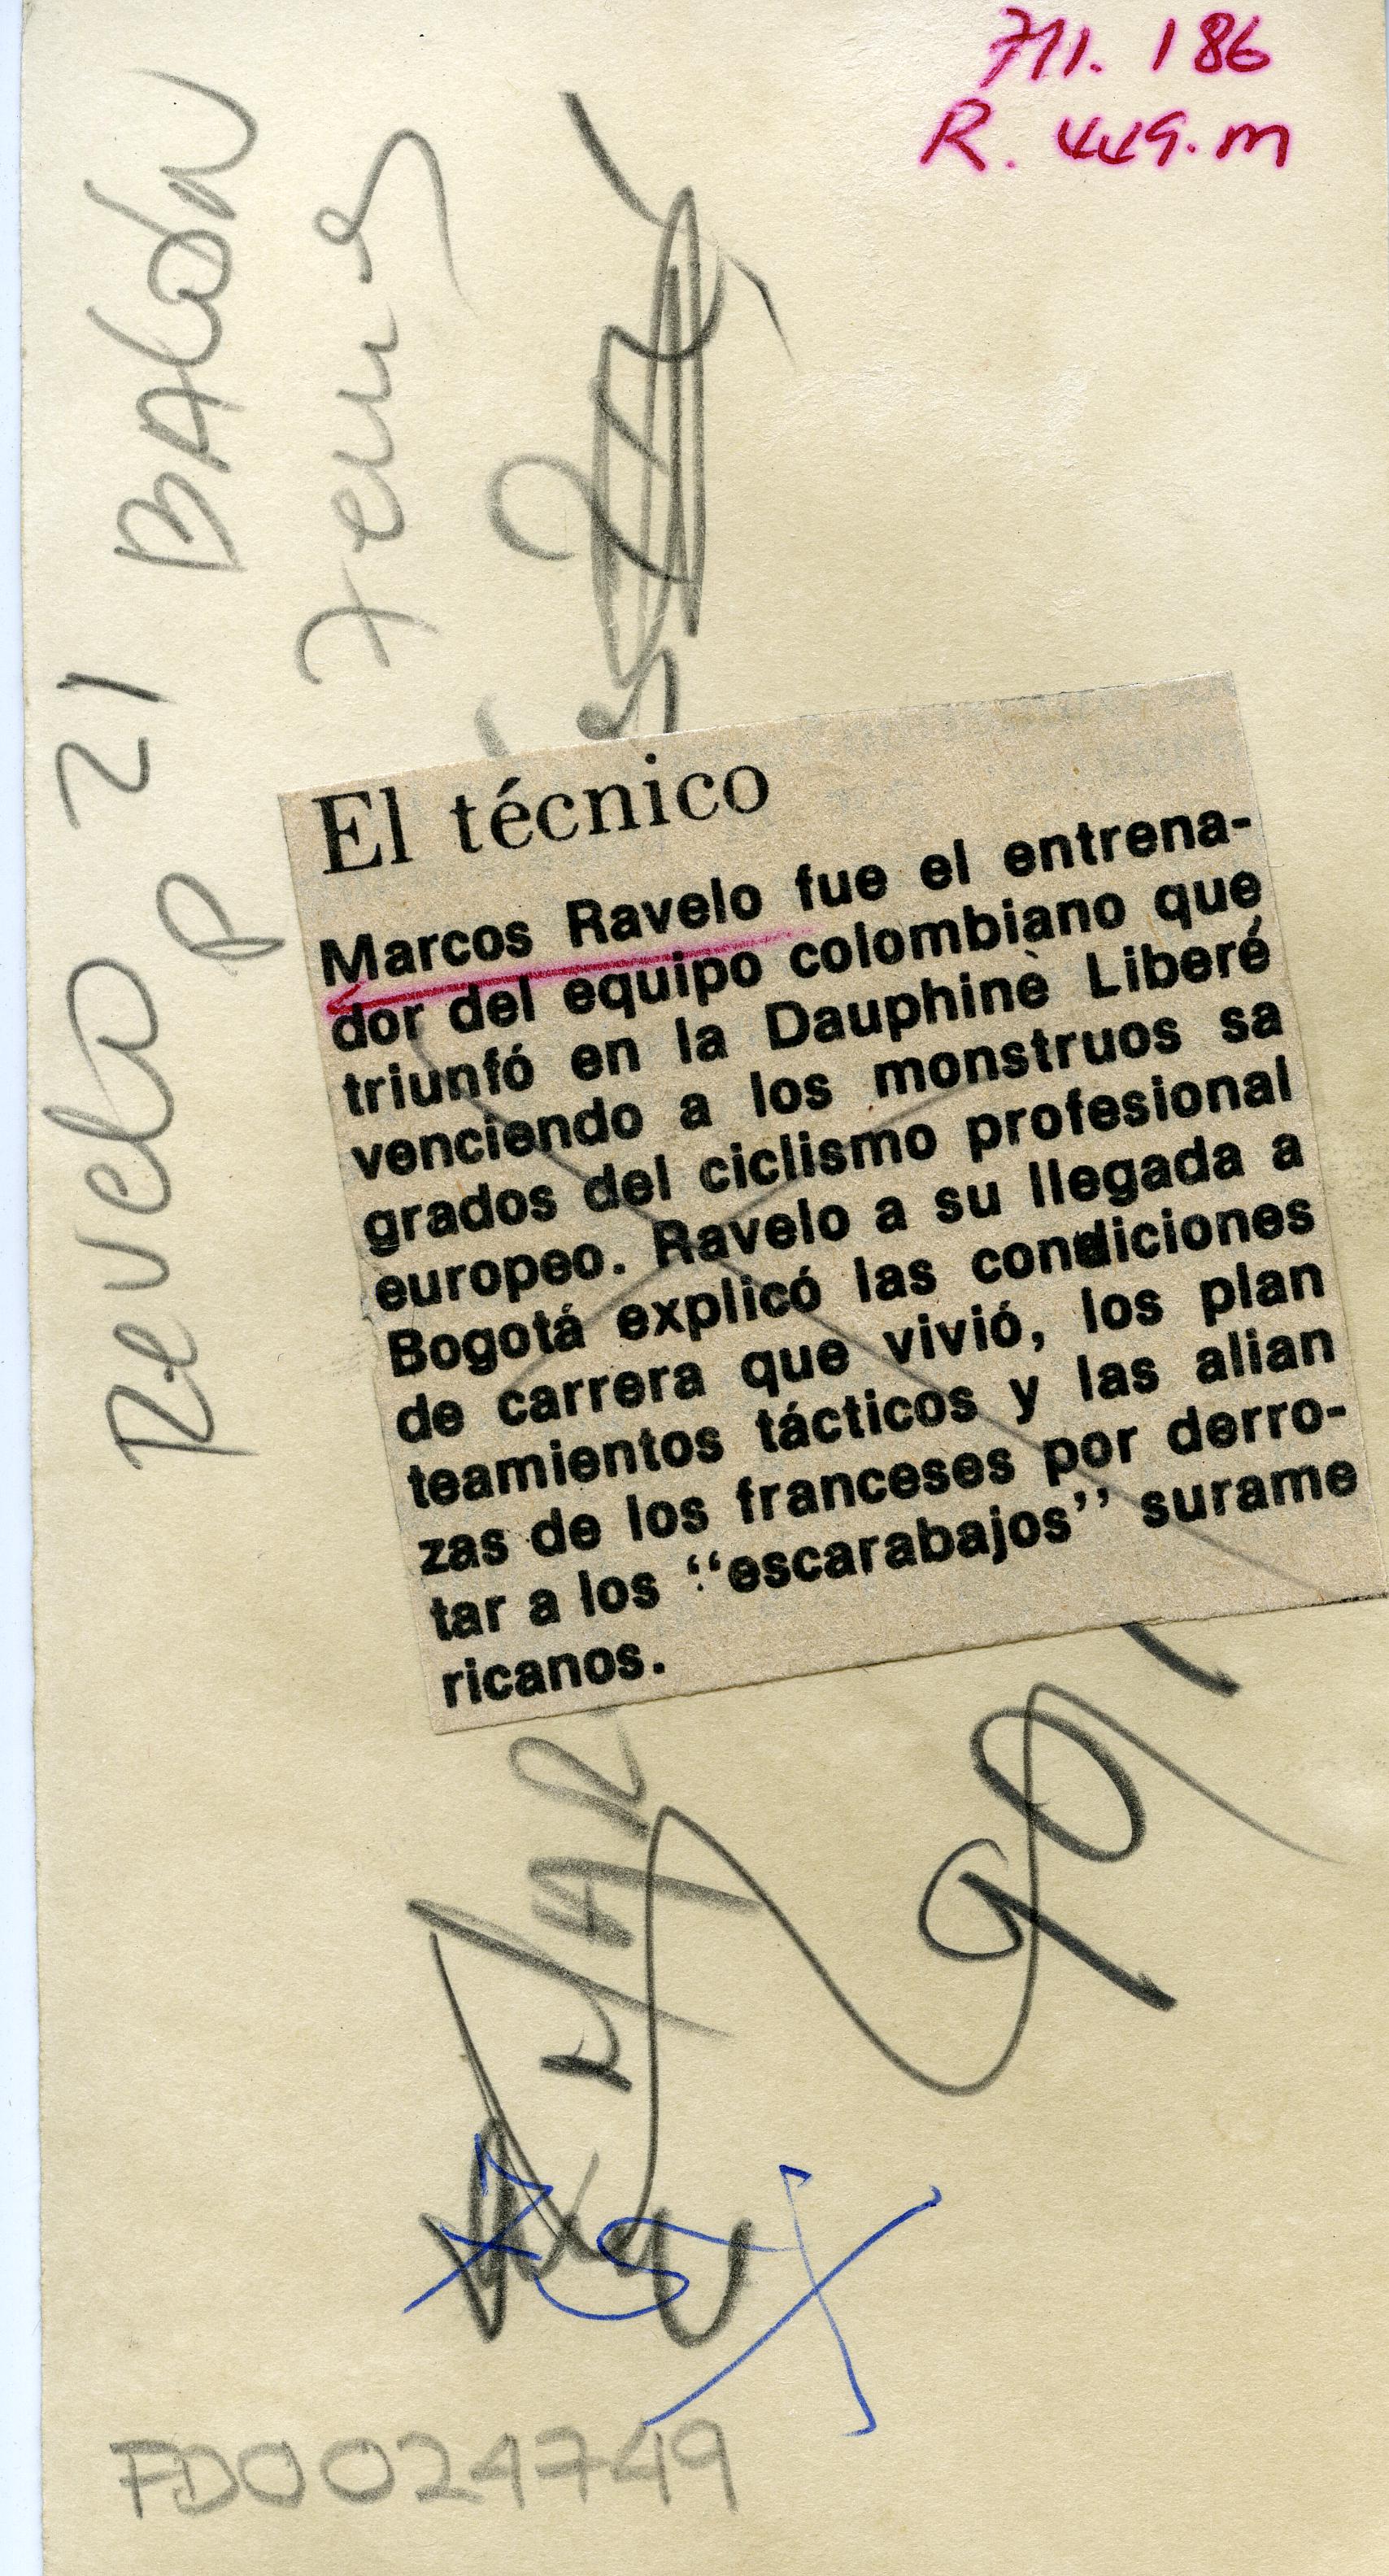 711. 186
R. 449.m
Revelo P 21 BALÓN
El técnico
Marcos Ravelo fue el entrena-
dor del equipo colombiano que
triunfó en la Dauphinè Liberé
venciendo a los monstruos sa
grados del ciclismo profesional
europeo. Ravelo a su llegada a
Bogotá explicó las condiciones
de carrera que vivió, los plan
teamientos tácticos y las alian
zas de los franceses por derro-
tar a los “escarabajos” surame
ricanos.
FD0024749